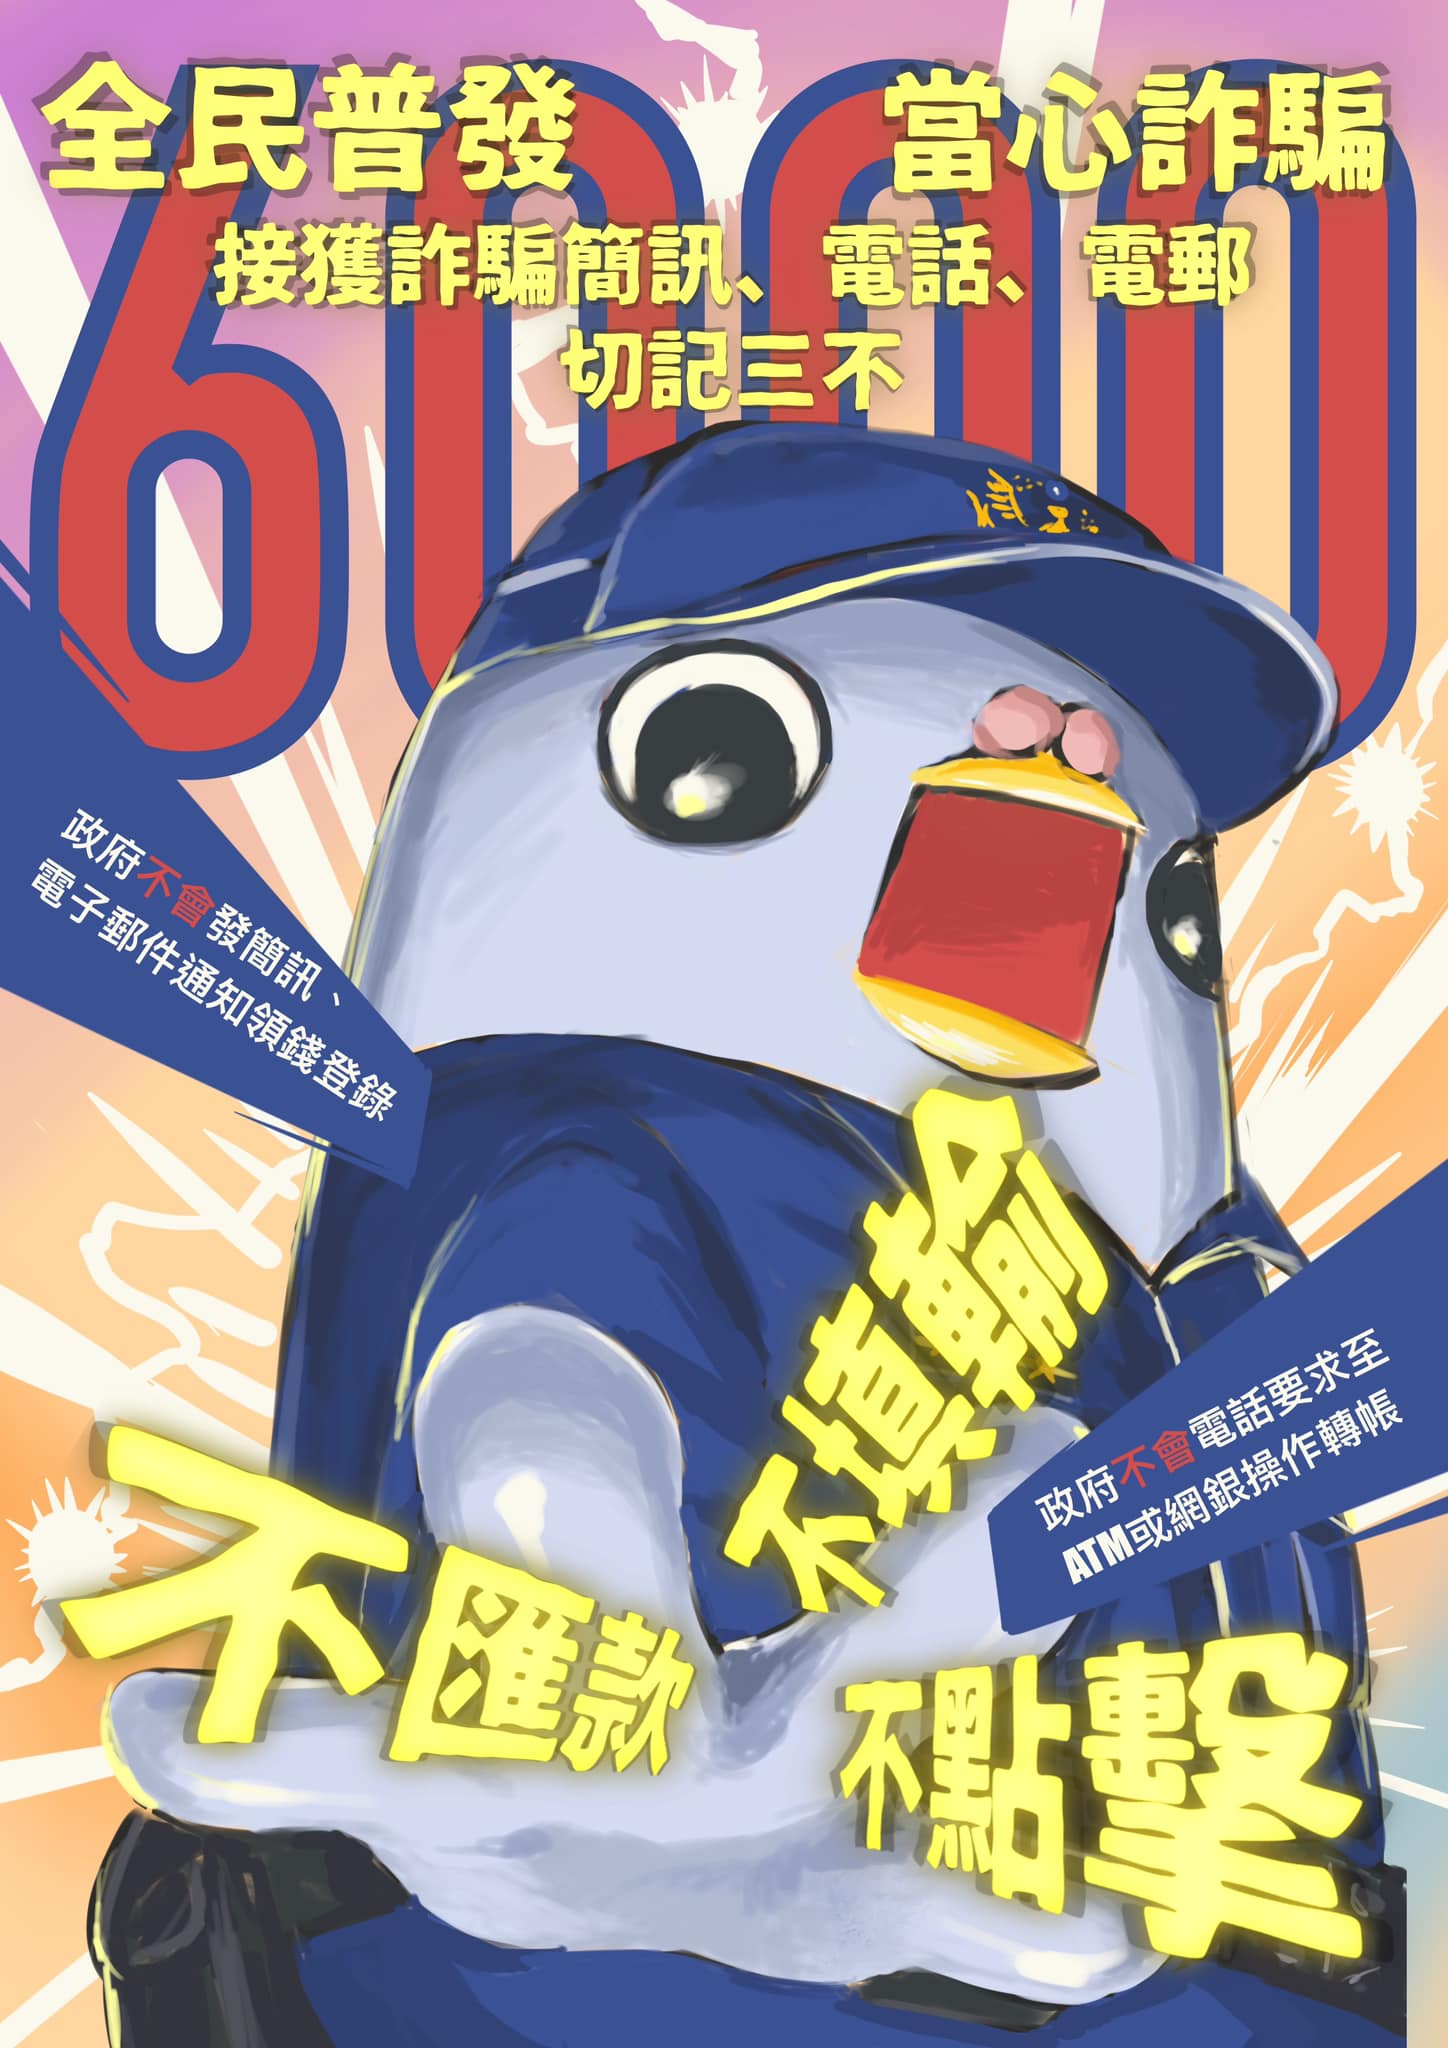 全民普發 6000 當心詐騙
接獲詐騙簡訊、電話、電郵
切記三不
政府不會發簡訊、
電子郵件通知領錢登錄
不填輸
政府不會電話要求至
ATM或網銀操作轉帳
不匯款
不點擊